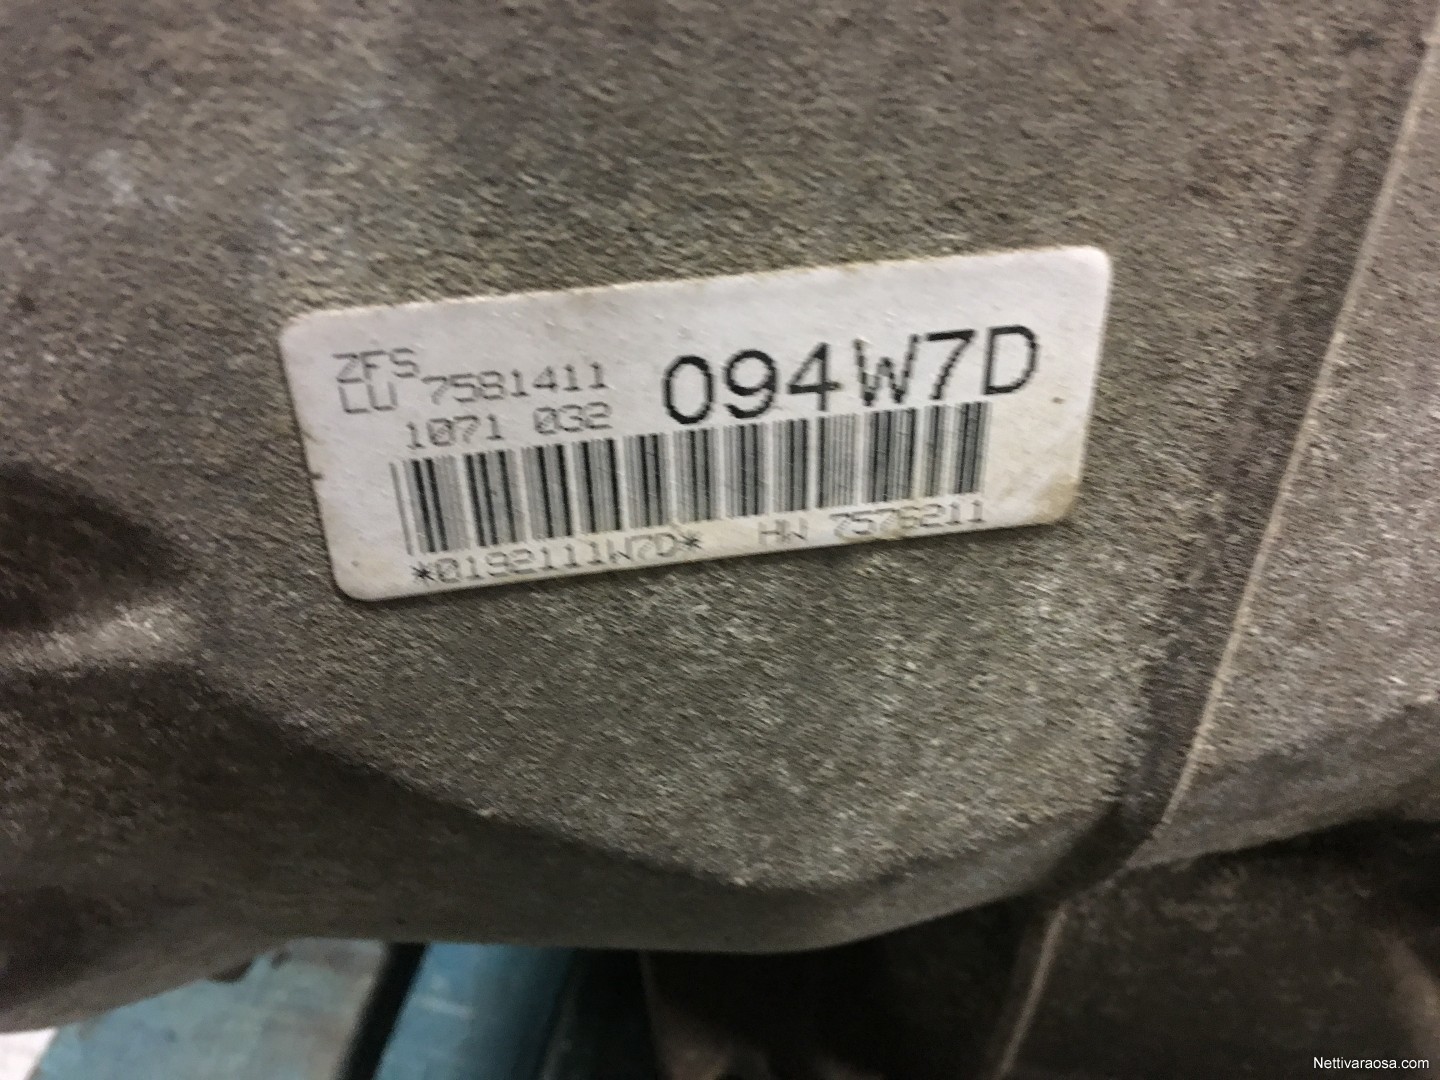 ZFS
LU 7581411
1071 032
094W7D
*0192111W7D* HW 7576211
Nettivaraosa.com